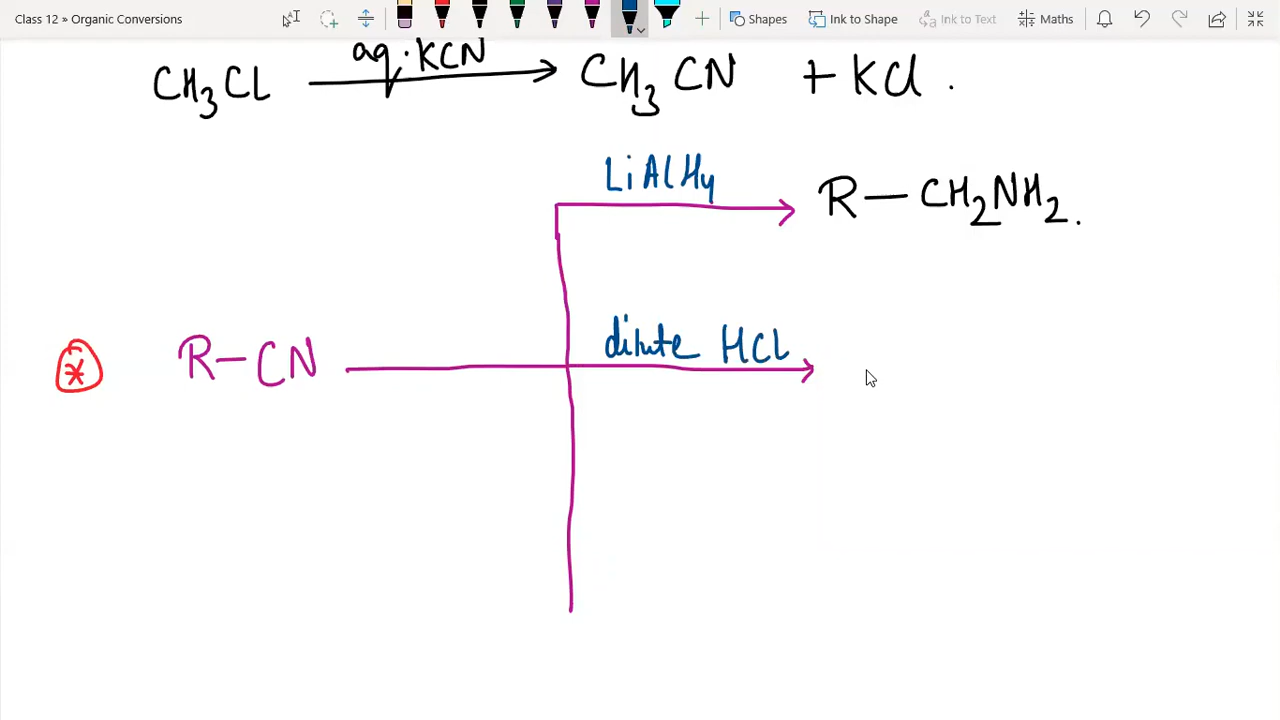 Class 12 » Organic Conversions
Shapes Ink to Shape Ink to Text Maths
aq.KCN
CH3Cl → CH3CN + KCl.
LiAlH4
R—CH2NH2.
dilute HCl
* R—CN